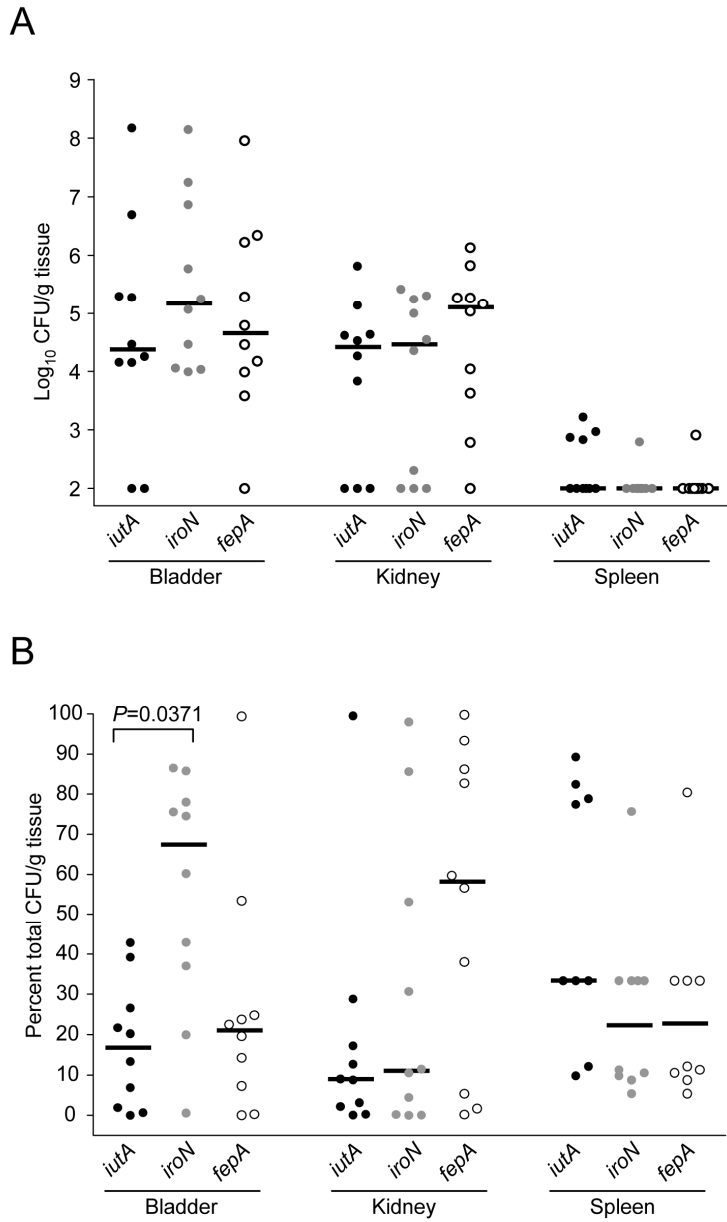 A
9
8
7
6
5
4
3
2
Log10 CFU/g tissue
iutA iroN fepA iutA iroN fepA iutA iroN fepA
Bladder Kidney Spleen
B
P=0.0371
100
90
80
70
60
50
40
30
20
10
0
Percent total CFU/g tissue
iutA iroN fepA iutA iroN fepA iutA iroN fepA
Bladder Kidney Spleen